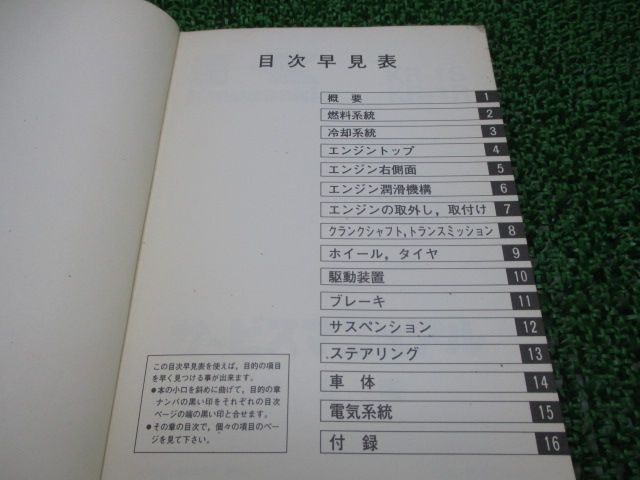 目次早見表
概要 1
燃料系統 2
冷却系統 3
エンジントップ 4
エンジン右側面 5
エンジン潤滑機構 6
エンジンの取外し，取付け 7
クランクシャフト，トランスミッション 8
ホイール，タイヤ 9
駆動装置 10
ブレーキ 11
サスペンション 12
ステアリング 13
車体 14
電気系統 15
付録 16
この目次早見表を使えば，目的の項目
を早く見つける事が出来ます。
●本の小口を斜めに曲げて，目的の章
ナンバの黒い印をそれぞれの目次
ページの端の黒い印と合せます。
●その章の目次で，個々の項目のペー
ジを見て下さい。